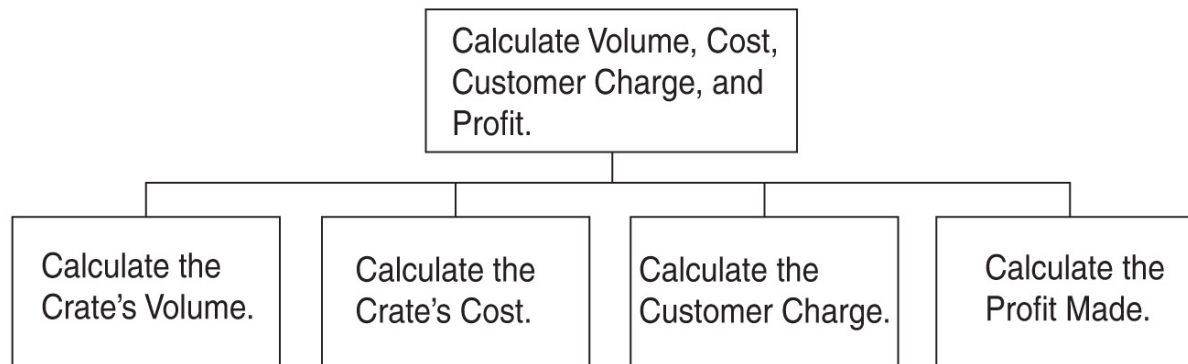 Calculate Volume, Cost,
Customer Charge, and
Profit.
Calculate the
Crate’s Volume.
Calculate the
Crate’s Cost.
Calculate the
Customer Charge.
Calculate the
Profit Made.